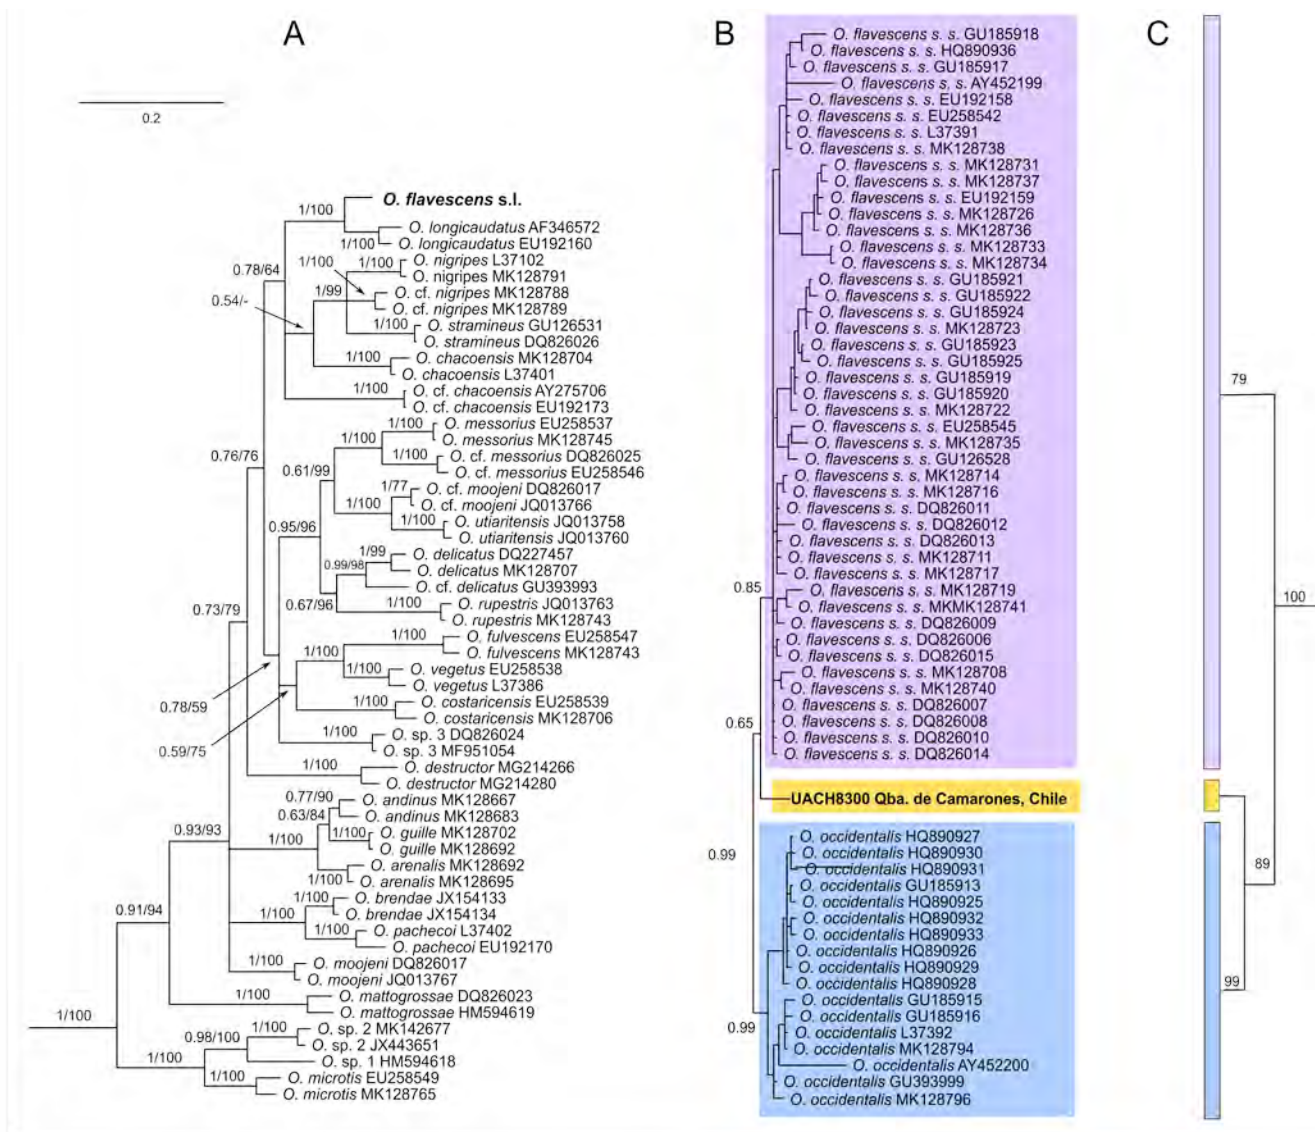 A
0.2
O. flavescens s.l.
1/100
O. longicaudatus AF346572
1/100
O. longicaudatus EU192160
0.78/64
1/100
1/100
O. nigripes L37102
O. nigripes MK128791
0.54/-
1/99
O. cf. nigripes MK128788
O. cf. nigripes MK128789
1/100
O. stramineus GU126531
O. stramineus DQ826026
1/100
O. chacoensis MK128704
O. chacoensis L37401
1/100
O. cf. chacoensis AY275706
O. cf. chacoensis EU192173
1/100
O. messorius EU258537
O. messorius MK128745
0.76/76
0.61/99
1/100
O. cf. messorius DQ826025
O. cf. messorius EU258546
1/77
O. cf. moojeni DQ826017
O. cf. moojeni JQ013766
0.95/96
1/100
1/100
O. utiaritensis JQ013758
O. utiaritensis JQ013760
1/99
O. delicatus DQ227457
0.99/98
O. delicatus MK128707
O. cf. delicatus GU393993
0.73/79
0.67/96
1/100
O. rupestris JQ013763
O. rupestris MK128743
1/100
O. fulvescens EU258547
O. fulvescens MK128743
1/100
1/100
O. vegetus EU258538
O. vegetus L37386
0.78/59
1/100
O. costaricensis EU258539
O. costaricensis MK128706
0.59/75
1/100
O. sp. 3 DQ826024
O. sp. 3 MF951054
1/100
O. destructor MG214266
O. destructor MG214280
0.77/90
O. andinus MK128667
0.63/84
O. andinus MK128683
0.93/93
1/100
O. guille MK128702
O. guille MK128692
1/100
O. arenalis MK128692
1/100
O. arenalis MK128695
0.91/94
1/100
O. brendae JX154133
O. brendae JX154134
1/100
1/100
O. pachecoi L37402
O. pachecoi EU192170
1/100
O. moojeni DQ826017
O. moojeni JQ013767
1/100
O. mattogrossae DQ826023
O. mattogrossae HM594619
1/100
0.98/100
1/100
O. sp. 2 MK142677
O. sp. 2 JX443651
1/100
O. sp. 1 HM594618
1/100
O. microtis EU258549
O. microtis MK128765
B
O. flavescens s. s. GU185918
O. flavescens s. s. HQ890936
O. flavescens s. s. GU185917
O. flavescens s. s. AY452199
O. flavescens s. s. EU192158
O. flavescens s. s. EU258542
O. flavescens s. s. L37391
O. flavescens s. s. MK128738
O. flavescens s. s. MK128731
O. flavescens s. s. MK128737
O. flavescens s. s. EU192159
O. flavescens s. s. MK128726
O. flavescens s. s. MK128736
O. flavescens s. s. MK128733
O. flavescens s. s. MK128734
O. flavescens s. s. GU185921
O. flavescens s. s. GU185922
O. flavescens s. s. GU185924
O. flavescens s. s. MK128723
O. flavescens s. s. GU185923
O. flavescens s. s. GU185925
O. flavescens s. s. GU185919
O. flavescens s. s. GU185920
O. flavescens s. s. MK128722
O. flavescens s. s. EU258545
O. flavescens s. s. MK128735
O. flavescens s. s. GU126528
O. flavescens s. s. MK128714
O. flavescens s. s. MK128716
O. flavescens s. s. DQ826011
O. flavescens s. s. DQ826012
O. flavescens s. s. DQ826013
O. flavescens s. s. MK128711
O. flavescens s. s. MK128717
0.85
O. flavescens s. s. MK128719
O. flavescens s. s. MKMK128741
O. flavescens s. s. DQ826009
O. flavescens s. s. DQ826006
O. flavescens s. s. DQ826015
O. flavescens s. s. MK128708
O. flavescens s. s. MK128740
O. flavescens s. s. DQ826007
0.65
O. flavescens s. s. DQ826008
O. flavescens s. s. DQ826010
O. flavescens s. s. DQ826014
UACH8300 Qba. de Camarones, Chile
O. occidentalis HQ890927
0.99
O. occidentalis HQ890930
O. occidentalis HQ890931
O. occidentalis GU185913
O. occidentalis HQ890925
O. occidentalis HQ890932
O. occidentalis HQ890933
O. occidentalis HQ890926
O. occidentalis HQ890929
O. occidentalis HQ890928
O. occidentalis GU185915
O. occidentalis GU185916
0.99
O. occidentalis L37392
O. occidentalis MK128794
O. occidentalis AY452200
O. occidentalis GU393999
O. occidentalis MK128796
C
79
100
89
99